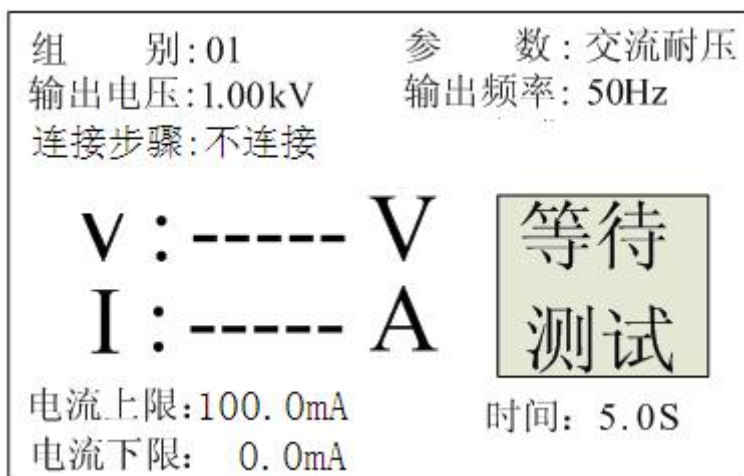 组 别:01 参 数:交流耐压
输出电压:1.00kV 输出频率: 50Hz
连接步骤:不连接
V:----- V
I:----- A
等待
测试
电流上限:100.0mA
时间: 5.0S
电流下限: 0.0mA